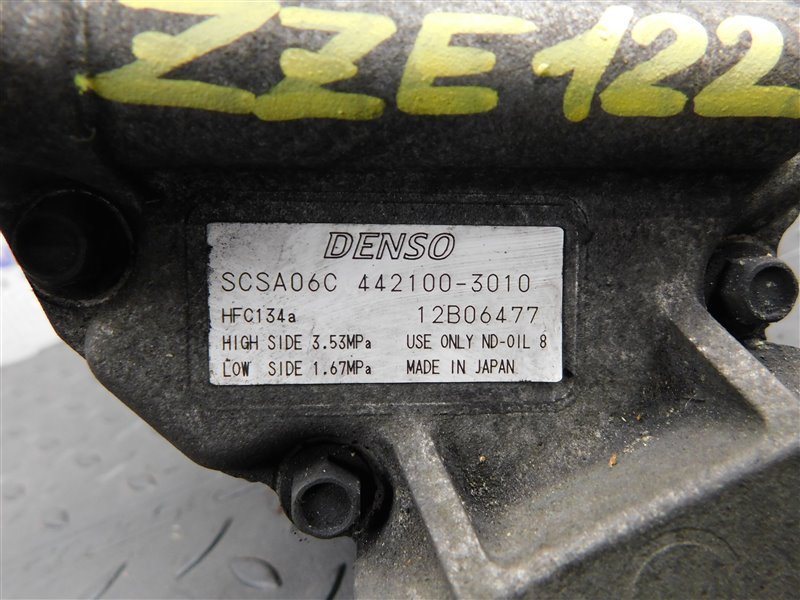 ZZE122
DENSO
SCSA06C 442100-3010
HFC134a 12B06477
HIGH SIDE 3.53MPa USE ONLY ND-OIL 8
LOW SIDE 1.67MPa MADE IN JAPAN